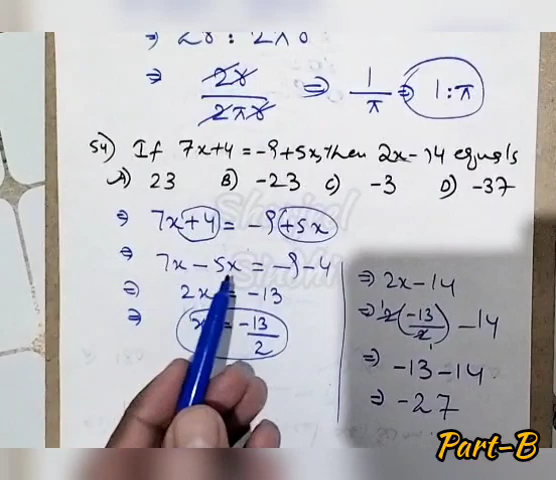 ⇒ 2r : 2πr
⇒ 2r / 2πr ⇒ 1 / π ⇒ 1 : π
54) If 7x+4 = -9+5x, then 2x-14 equals
A) 23 B) -23 C) -3 D) -37
⇒ 7x+4 = -9+5x
⇒ 7x - 5x = -9-4
⇒ 2x = -13
⇒ x = -13/2
⇒ 2x-14
⇒ 2(-13/2) -14
⇒ -13-14
⇒ -27
Part-B